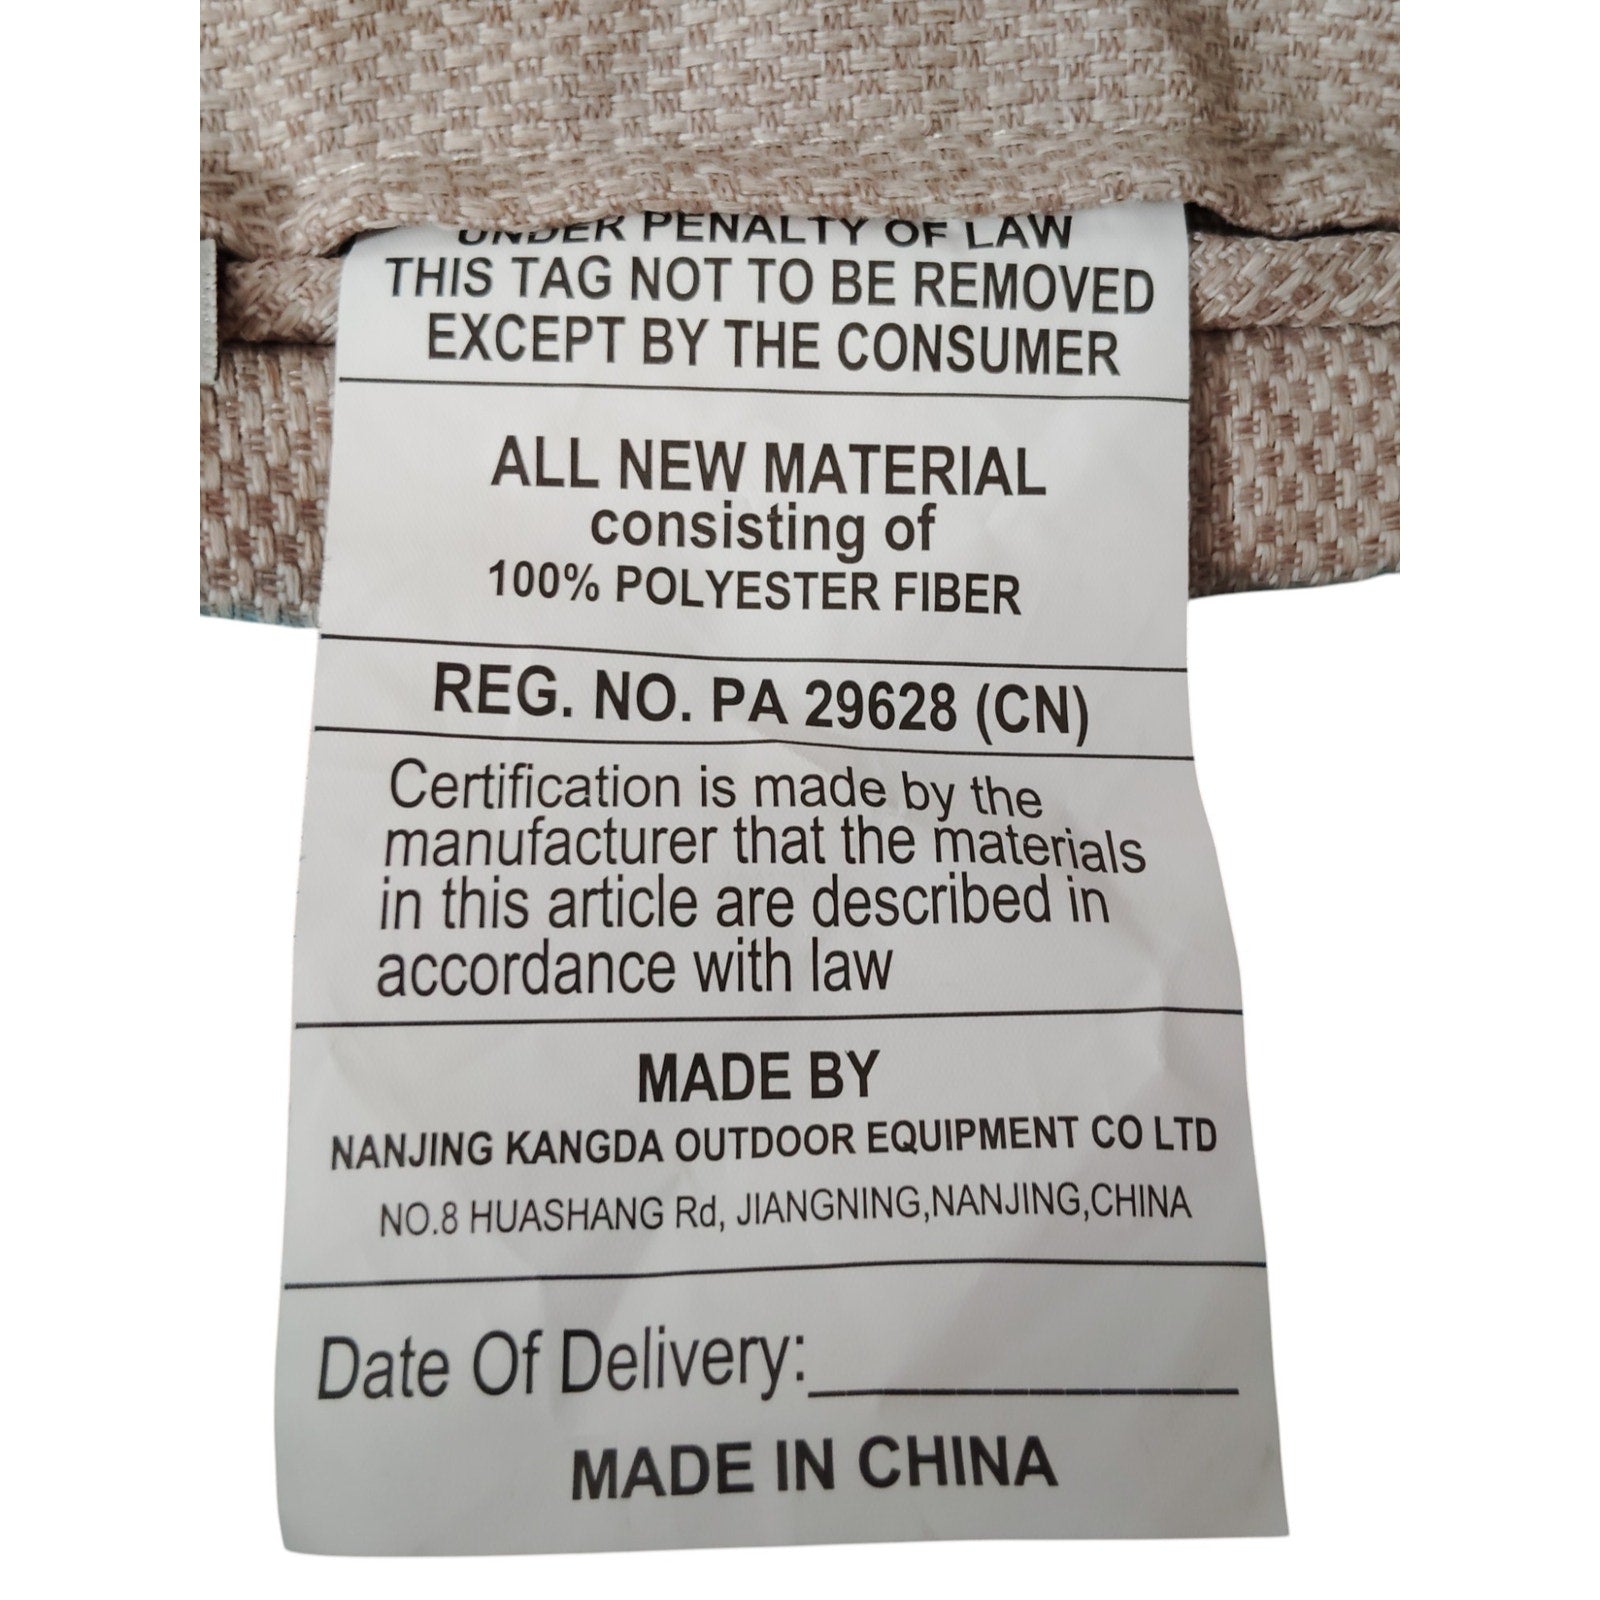 UNDER PENALTY OF LAW
THIS TAG NOT TO BE REMOVED
EXCEPT BY THE CONSUMER
ALL NEW MATERIAL
consisting of
100% POLYESTER FIBER
REG. NO. PA 29628 (CN)
Certification is made by the
manufacturer that the materials
in this article are described in
accordance with law
MADE BY
NANJING KANGDA OUTDOOR EQUIPMENT CO LTD
NO.8 HUASHANG Rd, JIANGNING,NANJING,CHINA
Date Of Delivery:
MADE IN CHINA